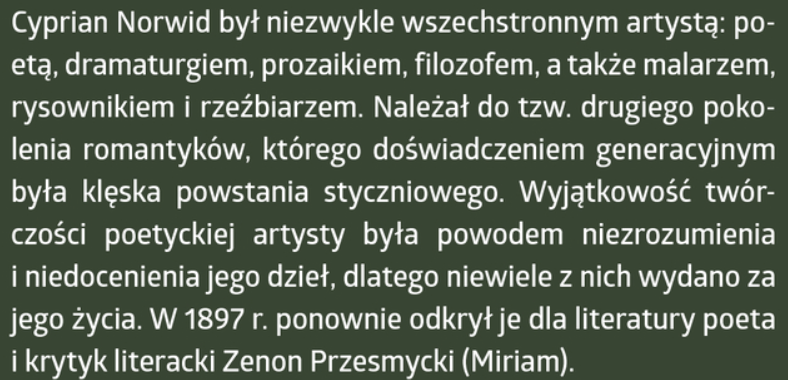 Cyprian Norwid był niezwykle wszechstronnym artystą: po-
etą, dramaturgiem, prozaikiem, filozofem, a także malarzem,
rysownikiem i rzeźbiarzem. Należał do tzw. drugiego poko-
lenia romantyków, którego doświadczeniem generacyjnym
była klęska powstania styczniowego. Wyjątkowość twór-
czości poetyckiej artysty była powodem niezrozumienia
i niedocenienia jego dzieł, dlatego niewiele z nich wydano za
jego życia. W 1897 r. ponownie odkrył je dla literatury poeta
i krytyk literacki Zenon Przesmycki (Miriam).